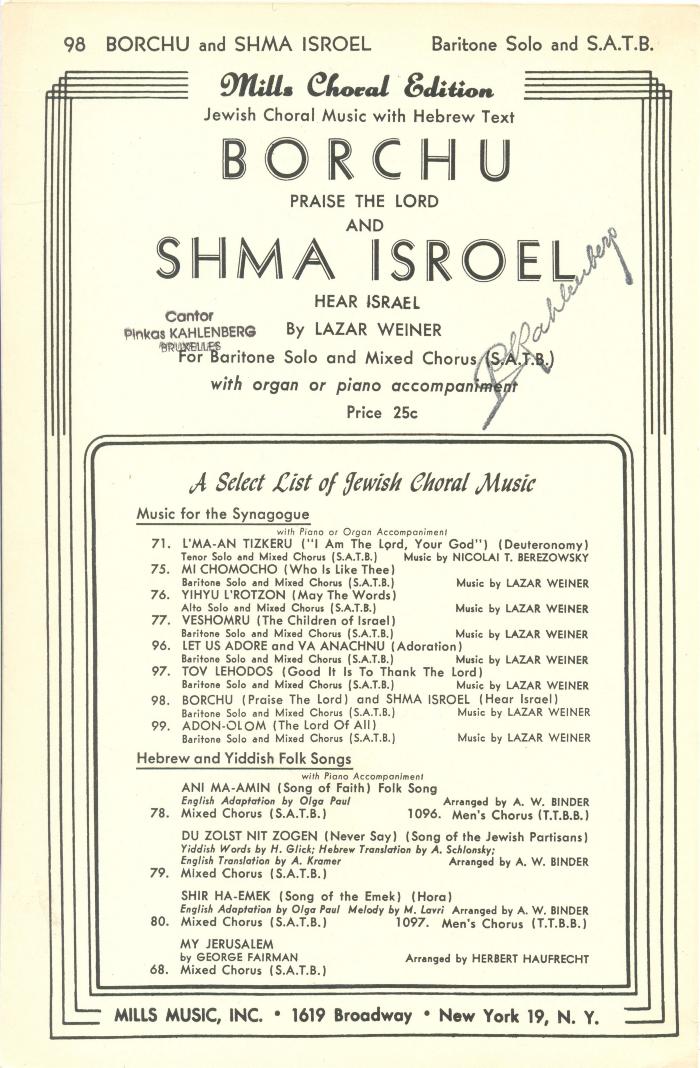 98 BORCHU and SHMA ISROEL Baritone Solo and S.A.T.B.
Mills Choral Edition
Jewish Choral Music with Hebrew Text
BORCHU
PRAISE THE LORD
AND
SHMA ISROEL
HEAR ISRAEL
Cantor
Pinkas KAHLENBERG
BRUXELLES
By LAZAR WEINER
For Baritone Solo and Mixed Chorus (S.A.T.B.)
with organ or piano accompaniment
Price 25c
P Kahlenberg
A Select List of Jewish Choral Music
Music for the Synagogue
with Piano or Organ Accompaniment
71. L'MA-AN TIZKERU ("I Am The Lord, Your God") (Deuteronomy)
Tenor Solo and Mixed Chorus (S.A.T.B.) Music by NICOLAI T. BEREZOWSKY
75. MI CHOMOCHO (Who Is Like Thee)
Baritone Solo and Mixed Chorus (S.A.T.B.) Music by LAZAR WEINER
76. YIHYU L'ROTZON (May The Words)
Alto Solo and Mixed Chorus (S.A.T.B.) Music by LAZAR WEINER
77. VESHOMRU (The Children of Israel)
Baritone Solo and Mixed Chorus (S.A.T.B.) Music by LAZAR WEINER
96. LET US ADORE and VA ANACHNU (Adoration)
Baritone Solo and Mixed Chorus (S.A.T.B.) Music by LAZAR WEINER
97. TOV LEHODOS (Good It Is To Thank The Lord)
Baritone Solo and Mixed Chorus (S.A.T.B.) Music by LAZAR WEINER
98. BORCHU (Praise The Lord) and SHMA ISROEL (Hear Israel)
Baritone Solo and Mixed Chorus (S.A.T.B.) Music by LAZAR WEINER
99. ADON-OLOM (The Lord Of All)
Baritone Solo and Mixed Chorus (S.A.T.B.) Music by LAZAR WEINER
Hebrew and Yiddish Folk Songs
with Piano Accompaniment
ANI MA-AMIN (Song of Faith) Folk Song
English Adaptation by Olga Paul Arranged by A. W. BINDER
78. Mixed Chorus (S.A.T.B.) 1096. Men's Chorus (T.T.B.B.)
DU ZOLST NIT ZOGEN (Never Say) (Song of the Jewish Partisans)
Yiddish Words by H. Glick; Hebrew Translation by A. Schlonsky;
English Translation by A. Kramer Arranged by A. W. BINDER
79. Mixed Chorus (S.A.T.B.)
SHIR HA-EMEK (Song of the Emek) (Hora)
English Adaptation by Olga Paul Melody by M. Lavri Arranged by A. W. BINDER
80. Mixed Chorus (S.A.T.B.) 1097. Men's Chorus (T.T.B.B.)
MY JERUSALEM
by GEORGE FAIRMAN Arranged by HERBERT HAUFRECHT
68. Mixed Chorus (S.A.T.B.)
MILLS MUSIC, INC. • 1619 Broadway • New York 19, N. Y.